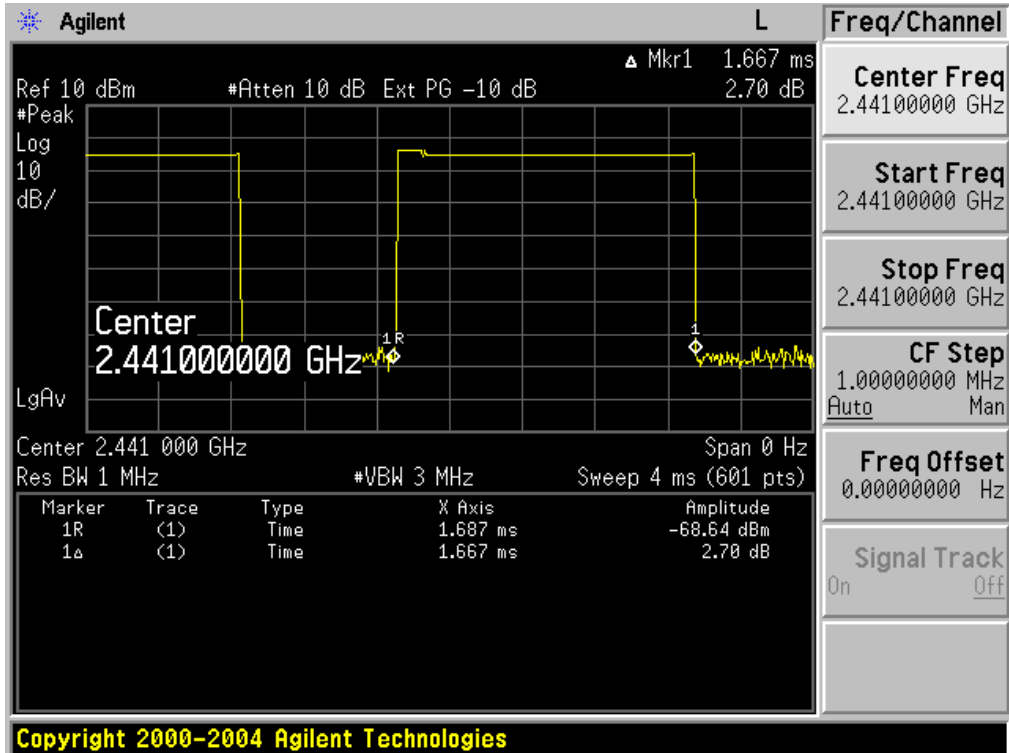 Agilent L Freq/Channel
Δ Mkr1 1.667 ms
Ref 10 dBm #Atten 10 dB Ext PG -10 dB 2.70 dB
#Peak
Log
10
dB/
1R
1
Center
2.441000000 GHz
LgAv
Center 2.441 000 GHz Span 0 Hz
Res BW 1 MHz #VBW 3 MHz Sweep 4 ms (601 pts)
Marker Trace Type X Axis Amplitude
1R (1) Time 1.687 ms -68.64 dBm
1Δ (1) Time 1.667 ms 2.70 dB
Center Freq
2.44100000 GHz
Start Freq
2.44100000 GHz
Stop Freq
2.44100000 GHz
CF Step
1.00000000 MHz
Auto Man
Freq Offset
0.00000000 Hz
Signal Track
On Off
Copyright 2000-2004 Agilent Technologies